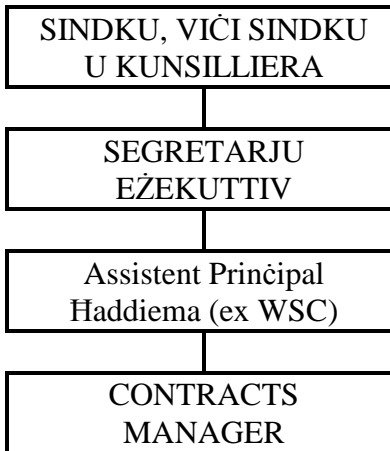 SINDKU, VIĊI SINDKU
U KUNSILLIERA
SEGRETARJU
EŻEKUTTIV
Assistent Prinċipal
Ħaddiema (ex WSC)
CONTRACTS
MANAGER